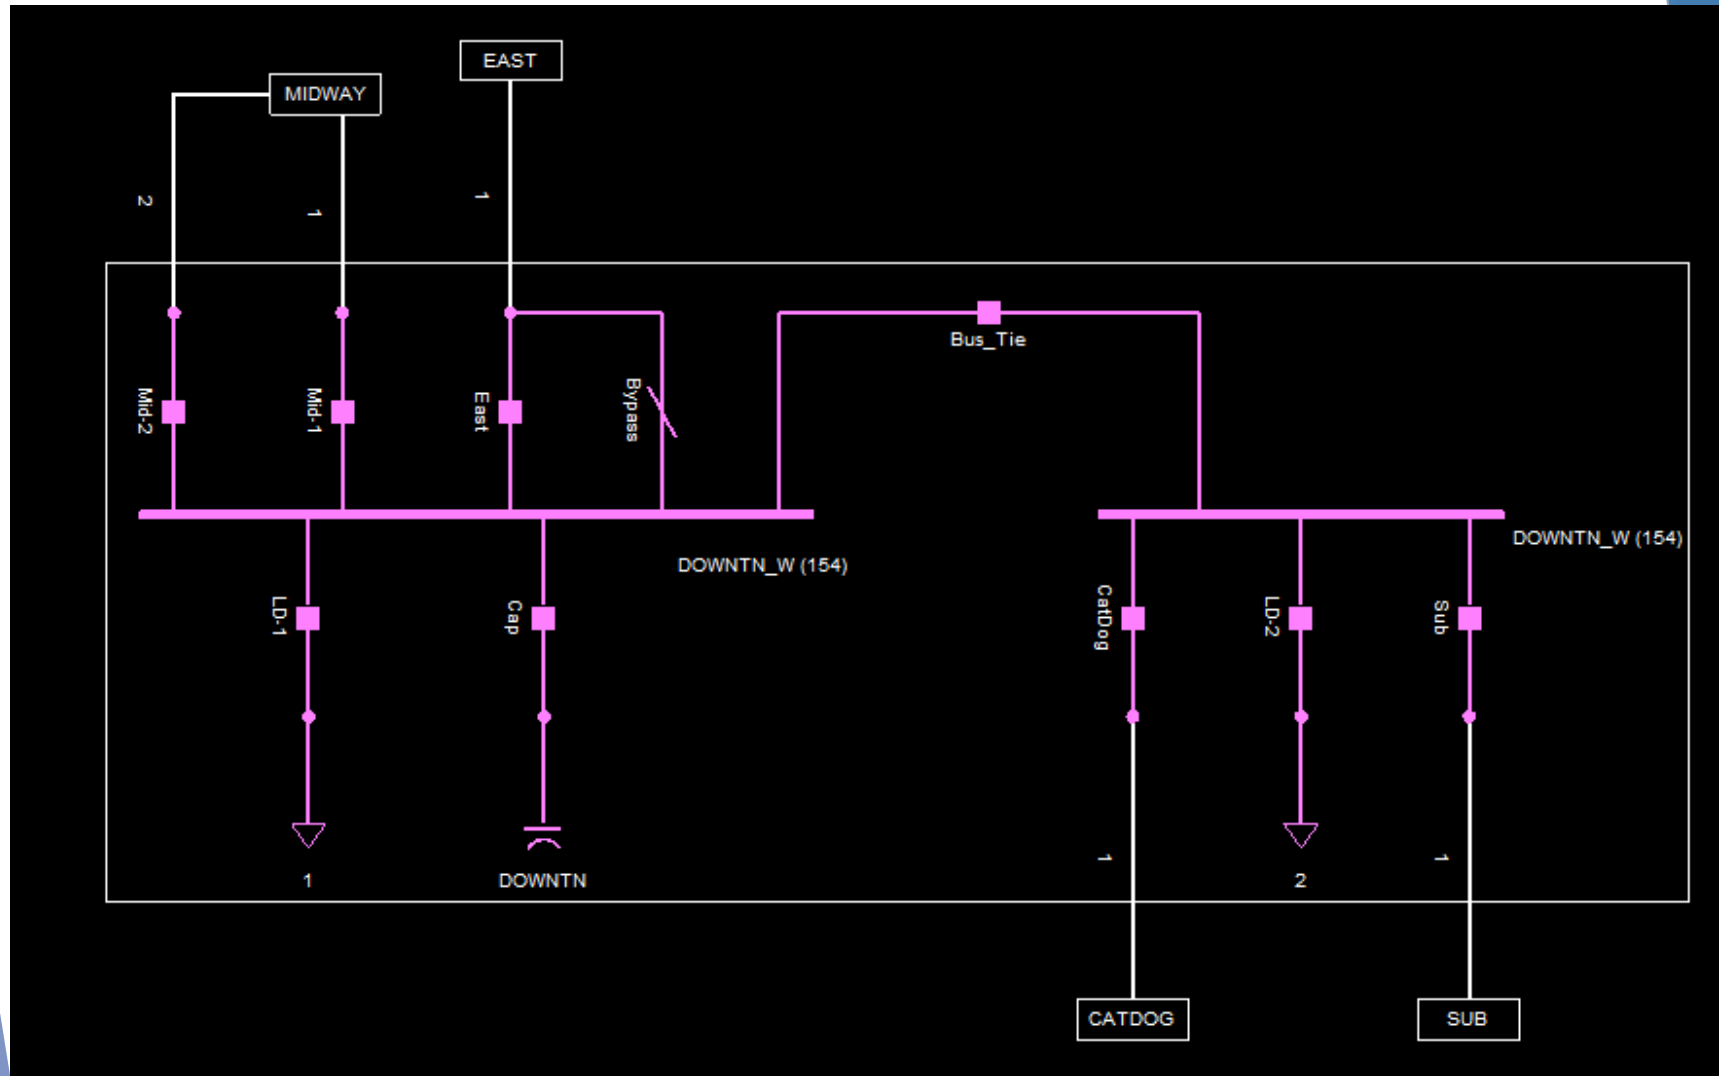 EAST
MIDWAY
2
1
1
Bus_Tie
Mid-2
Mid-1
East
Bypass
DOWNTN_W (154)
DOWNTN_W (154)
LD-1
Cap
CatDog
LD-2
Sub
1
1
1
DOWNTN
2
CATDOG
SUB